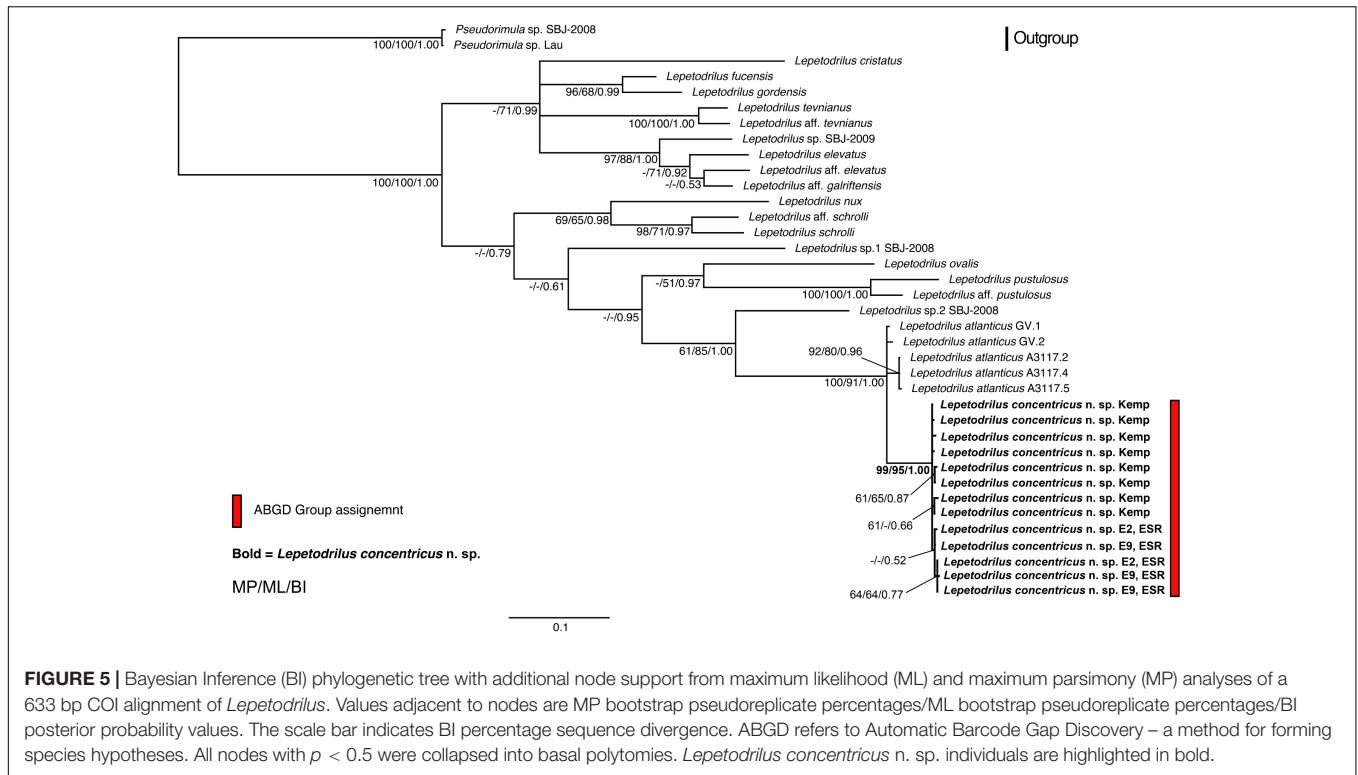 Pseudorimula sp. SBJ-2008
100/100/1.00
Pseudorimula sp. Lau
Outgroup
Lepetodrilus cristatus
Lepetodrilus fucensis
96/68/0.99
Lepetodrilus gordensis
-/71/0.99
Lepetodrilus tevnianus
100/100/1.00
Lepetodrilus aff. tevnianus
Lepetodrilus sp. SBJ-2009
97/88/1.00
Lepetodrilus elevatus
-/71/0.92
Lepetodrilus aff. elevatus
-/-/0.53
Lepetodrilus aff. galriftensis
100/100/1.00
Lepetodrilus nux
69/65/0.98
Lepetodrilus aff. schrolli
98/71/0.97
Lepetodrilus schrolli
-/-/0.79
Lepetodrilus sp.1 SBJ-2008
-/-/0.61
Lepetodrilus ovalis
-/51/0.97
Lepetodrilus pustulosus
100/100/1.00
Lepetodrilus aff. pustulosus
-/-/0.95
Lepetodrilus sp.2 SBJ-2008
61/85/1.00
Lepetodrilus atlanticus GV.1
Lepetodrilus atlanticus GV.2
92/80/0.96
Lepetodrilus atlanticus A3117.2
Lepetodrilus atlanticus A3117.4
100/91/1.00
Lepetodrilus atlanticus A3117.5
Lepetodrilus concentricus n. sp. Kemp
Lepetodrilus concentricus n. sp. Kemp
Lepetodrilus concentricus n. sp. Kemp
Lepetodrilus concentricus n. sp. Kemp
Lepetodrilus concentricus n. sp. Kemp
99/95/1.00
Lepetodrilus concentricus n. sp. Kemp
61/65/0.87
Lepetodrilus concentricus n. sp. Kemp
Lepetodrilus concentricus n. sp. Kemp
61/-/0.66
Lepetodrilus concentricus n. sp. E2, ESR
Lepetodrilus concentricus n. sp. E9, ESR
-/-/0.52
Lepetodrilus concentricus n. sp. E2, ESR
Lepetodrilus concentricus n. sp. E9, ESR
Lepetodrilus concentricus n. sp. E9, ESR
64/64/0.77
ABGD Group assignemnt
Bold = Lepetodrilus concentricus n. sp.
MP/ML/BI
0.1
FIGURE 5 | Bayesian Inference (BI) phylogenetic tree with additional node support from maximum likelihood (ML) and maximum parsimony (MP) analyses of a
633 bp COI alignment of Lepetodrilus. Values adjacent to nodes are MP bootstrap pseudoreplicate percentages/ML bootstrap pseudoreplicate percentages/BI
posterior probability values. The scale bar indicates BI percentage sequence divergence. ABGD refers to Automatic Barcode Gap Discovery – a method for forming
species hypotheses. All nodes with p < 0.5 were collapsed into basal polytomies. Lepetodrilus concentricus n. sp. individuals are highlighted in bold.